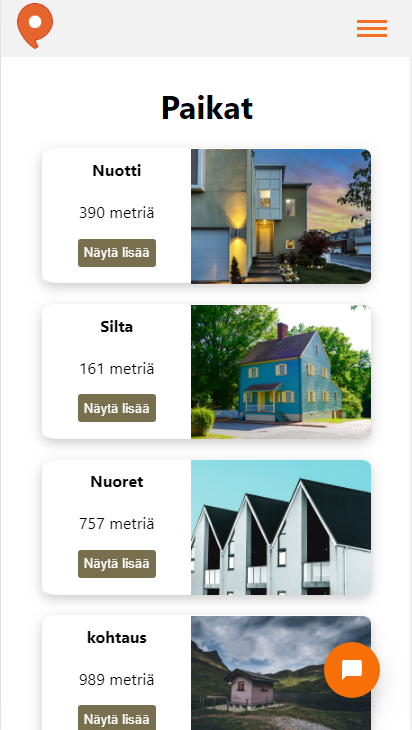 Paikat
Nuotti
390 metriä
Näytä lisää
Silta
161 metriä
Näytä lisää
Nuoret
757 metriä
Näytä lisää
kohtaus
989 metriä
Näytä lisää